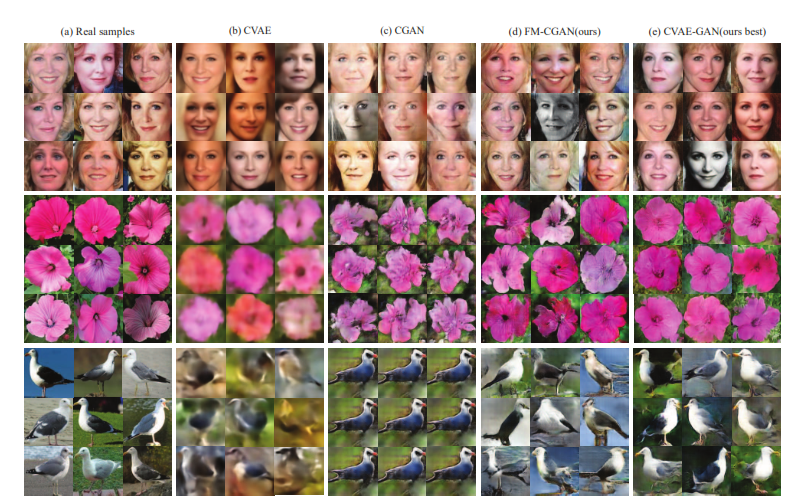 (a) Real samples
(b) CVAE
(c) CGAN
(d) FM-CGAN(ours)
(e) CVAE-GAN(ours best)